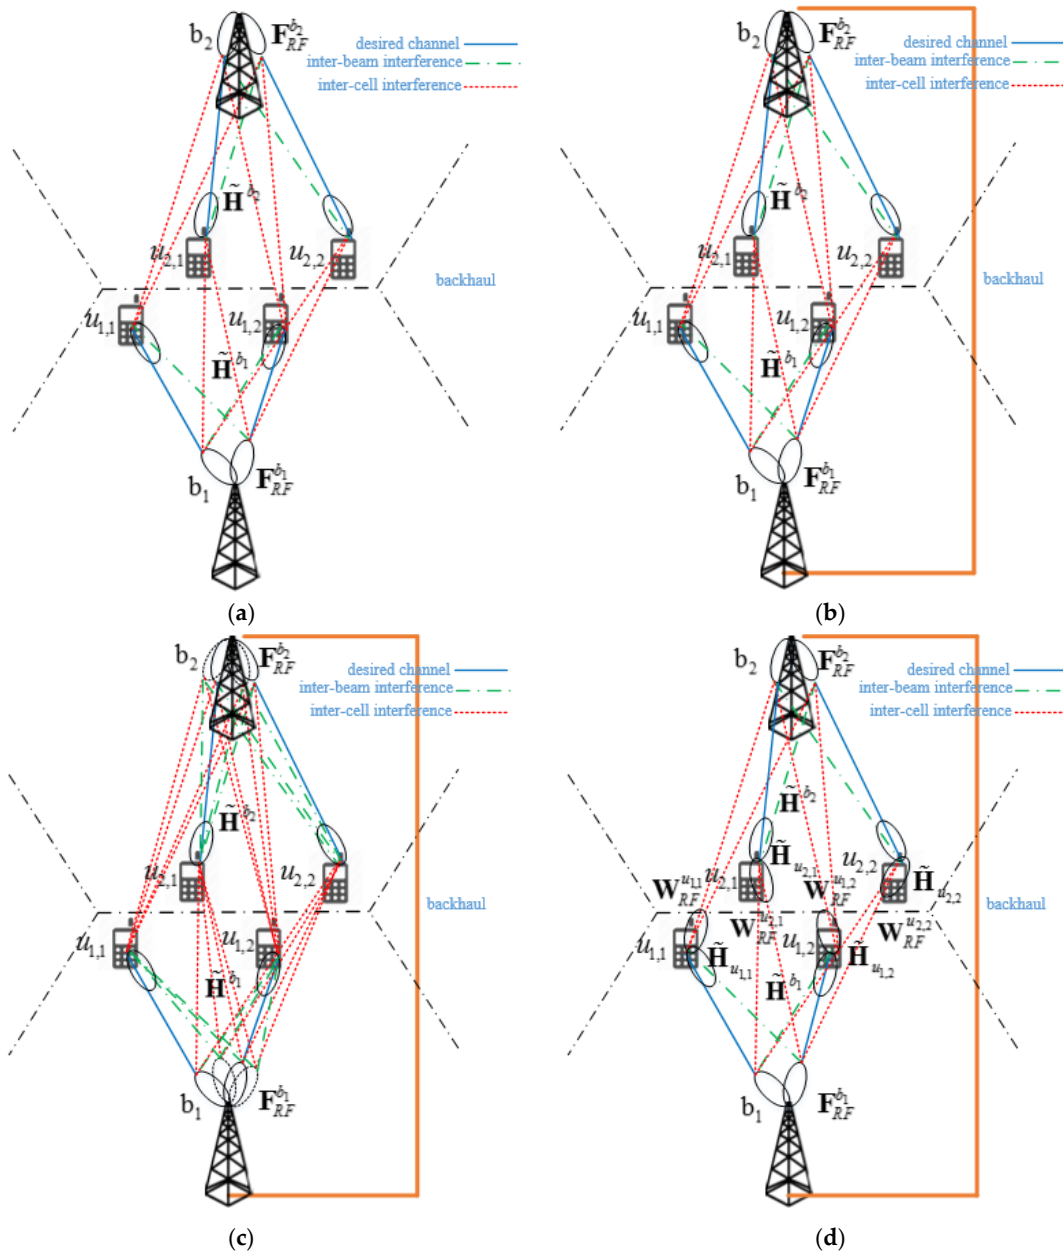 b₂ F_RF^b₂
desired channel
inter-beam interference
inter-cell interference
H̃^b₂
u₂,₁ u₂,₂
backhaul
u₁,₁ u₁,₂
H̃^b₁
b₁ F_RF^b₁
(a)
b₂ F_RF^b₂
desired channel
inter-beam interference
inter-cell interference
H̃^b₂
u₂,₁ u₂,₂
backhaul
u₁,₁ u₁,₂
H̃^b₁
b₁ F_RF^b₁
(b)
b₂ F_RF^b₂
desired channel
inter-beam interference
inter-cell interference
H̃^b₂
u₂,₁ u₂,₂
backhaul
u₁,₁ u₁,₂
H̃^b₁
b₁ F_RF^b₁
(c)
b₂ F_RF^b₂
desired channel
inter-beam interference
inter-cell interference
H̃^b₂
u₂,₁ H̃_u₂,₁ u₂,₂ H̃_u₂,₂
W_RF^u₁,₁ W_RF^u₁,₂
backhaul
W_RF^u₂,₁ W_RF^u₂,₂
u₁,₁ H̃_u₁,₁ u₁,₂ H̃_u₁,₂
H̃^b₁
b₁ F_RF^b₁
(d)